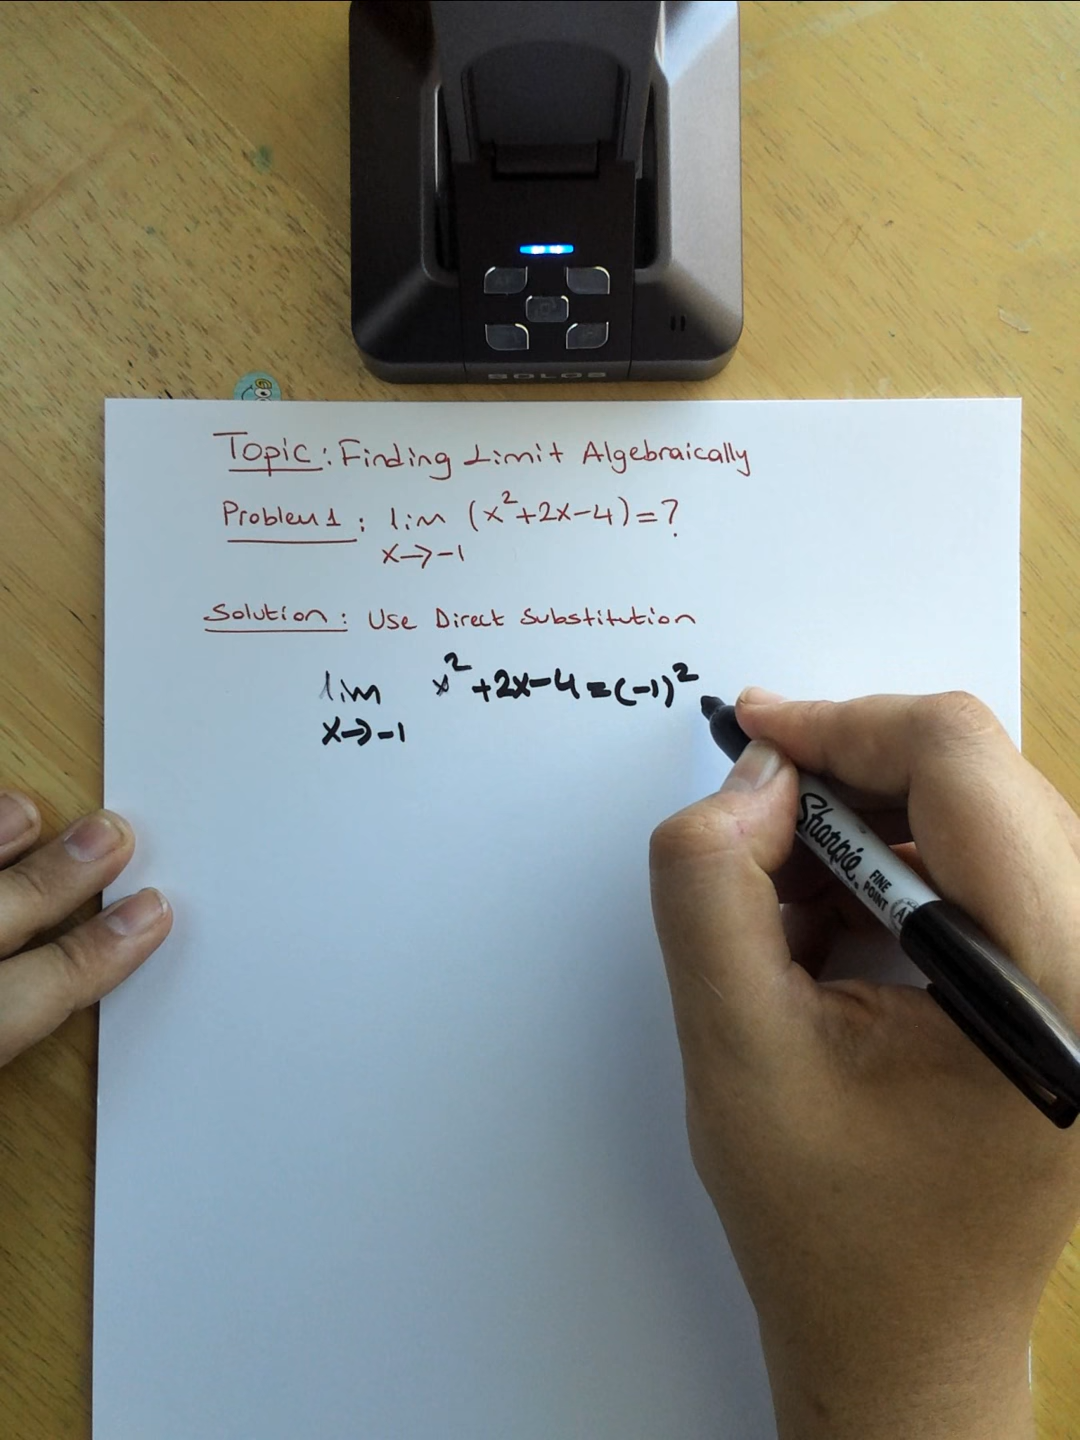 SOLOS
Topic: Finding Limit Algebraically
Problem 1: lim (x²+2x-4)=?
x→-1
Solution: Use Direct Substitution
lim x²+2x-4=(-1)²
x→-1
Sharpie.
FINE
POINT